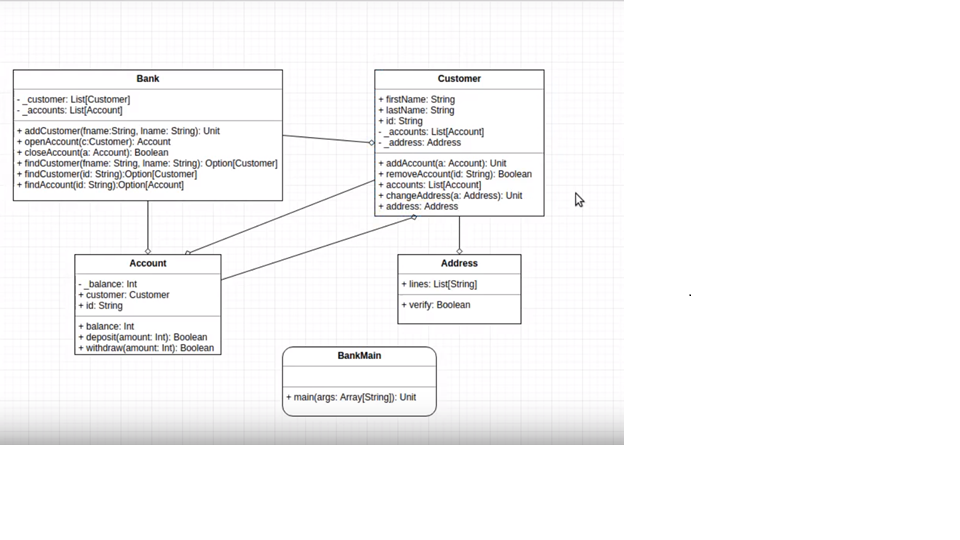 Bank
- _customer: List[Customer]
- _accounts: List[Account]
+ addCustomer(fname:String, lname: String): Unit
+ openAccount(c:Customer): Account
+ closeAccount(a: Account): Boolean
+ findCustomer(fname: String, lname: String): Option[Customer]
+ findCustomer(id: String):Option[Customer]
+ findAccount(id: String):Option[Account]
Customer
+ firstName: String
+ lastName: String
+ id: String
- _accounts: List[Account]
- _address: Address
+ addAccount(a: Account): Unit
+ removeAccount(id: String): Boolean
+ accounts: List[Account]
+ changeAddress(a: Address): Unit
+ address: Address
Account
- _balance: Int
+ customer: Customer
+ id: String
+ balance: Int
+ deposit(amount: Int): Boolean
+ withdraw(amount: Int): Boolean
Address
+ lines: List[String]
+ verify: Boolean
BankMain
+ main(args: Array[String]): Unit